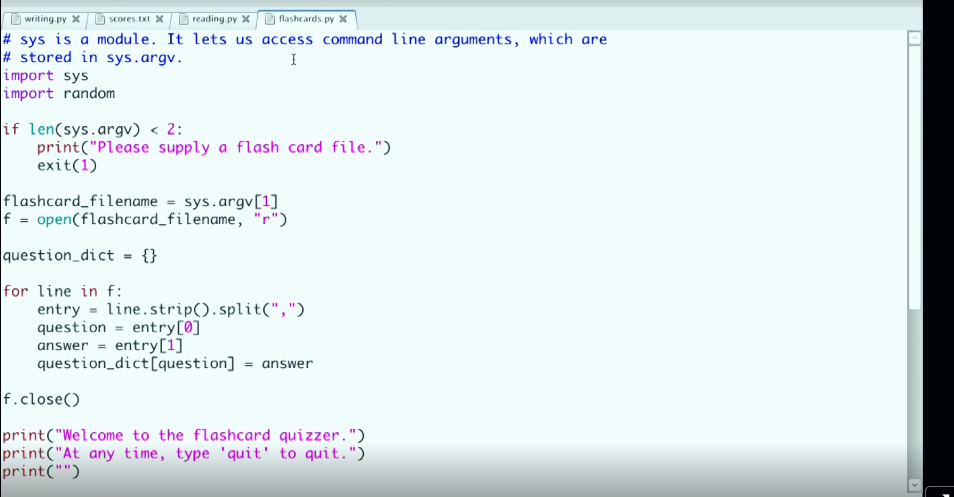 writing.py scores.txt reading.py flashcards.py
# sys is a module. It lets us access command line arguments, which are
# stored in sys.argv.
import sys
import random
if len(sys.argv) < 2:
    print("Please supply a flash card file.")
    exit(1)
flashcard_filename = sys.argv[1]
f = open(flashcard_filename, "r")
question_dict = {}
for line in f:
    entry = line.strip().split(",")
    question = entry[0]
    answer = entry[1]
    question_dict[question] = answer
f.close()
print("Welcome to the flashcard quizzer.")
print("At any time, type 'quit' to quit.")
print("")